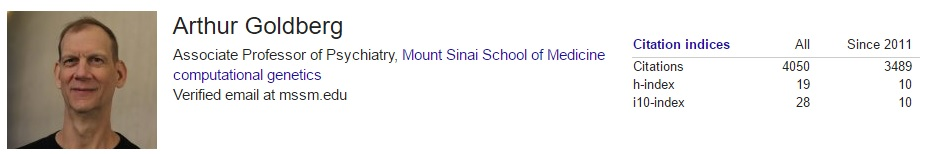 Arthur Goldberg
Associate Professor of Psychiatry, Mount Sinai School of Medicine
computational genetics
Verified email at mssm.edu
Citation indices All Since 2011
Citations 4050 3489
h-index 19 10
i10-index 28 10